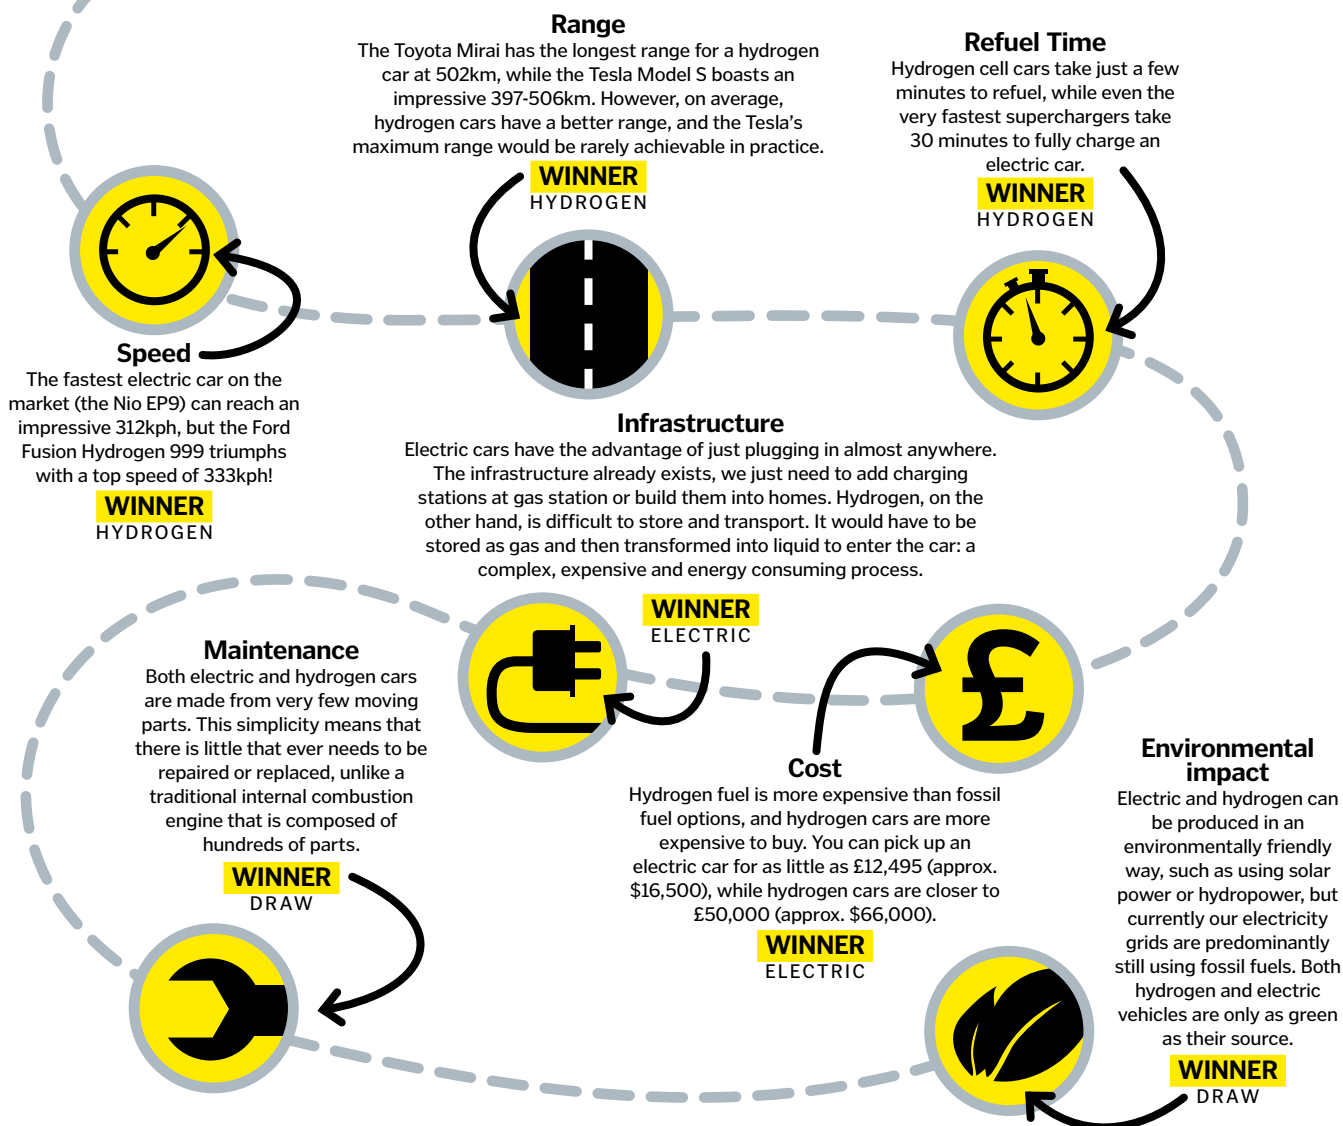 Range
The Toyota Mirai has the longest range for a hydrogen
car at 502km, while the Tesla Model S boasts an
impressive 397-506km. However, on average,
hydrogen cars have a better range, and the Tesla's
maximum range would be rarely achievable in practice.
WINNER
HYDROGEN
Refuel Time
Hydrogen cell cars take just a few
minutes to refuel, while even the
very fastest superchargers take
30 minutes to fully charge an
electric car.
WINNER
HYDROGEN
Speed
The fastest electric car on the
market (the Nio EP9) can reach an
impressive 312kph, but the Ford
Fusion Hydrogen 999 triumphs
with a top speed of 333kph!
WINNER
HYDROGEN
Infrastructure
Electric cars have the advantage of just plugging in almost anywhere.
The infrastructure already exists, we just need to add charging
stations at gas station or build them into homes. Hydrogen, on the
other hand, is difficult to store and transport. It would have to be
stored as gas and then transformed into liquid to enter the car: a
complex, expensive and energy consuming process.
WINNER
ELECTRIC
Maintenance
Both electric and hydrogen cars
are made from very few moving
parts. This simplicity means that
there is little that ever needs to be
repaired or replaced, unlike a
traditional internal combustion
engine that is composed of
hundreds of parts.
WINNER
DRAW
£
Cost
Hydrogen fuel is more expensive than fossil
fuel options, and hydrogen cars are more
expensive to buy. You can pick up an
electric car for as little as £12,495 (approx.
$16,500), while hydrogen cars are closer to
£50,000 (approx. $66,000).
WINNER
ELECTRIC
Environmental
impact
Electric and hydrogen can
be produced in an
environmentally friendly
way, such as using solar
power or hydropower, but
currently our electricity
grids are predominantly
still using fossil fuels. Both
hydrogen and electric
vehicles are only as green
as their source.
WINNER
DRAW